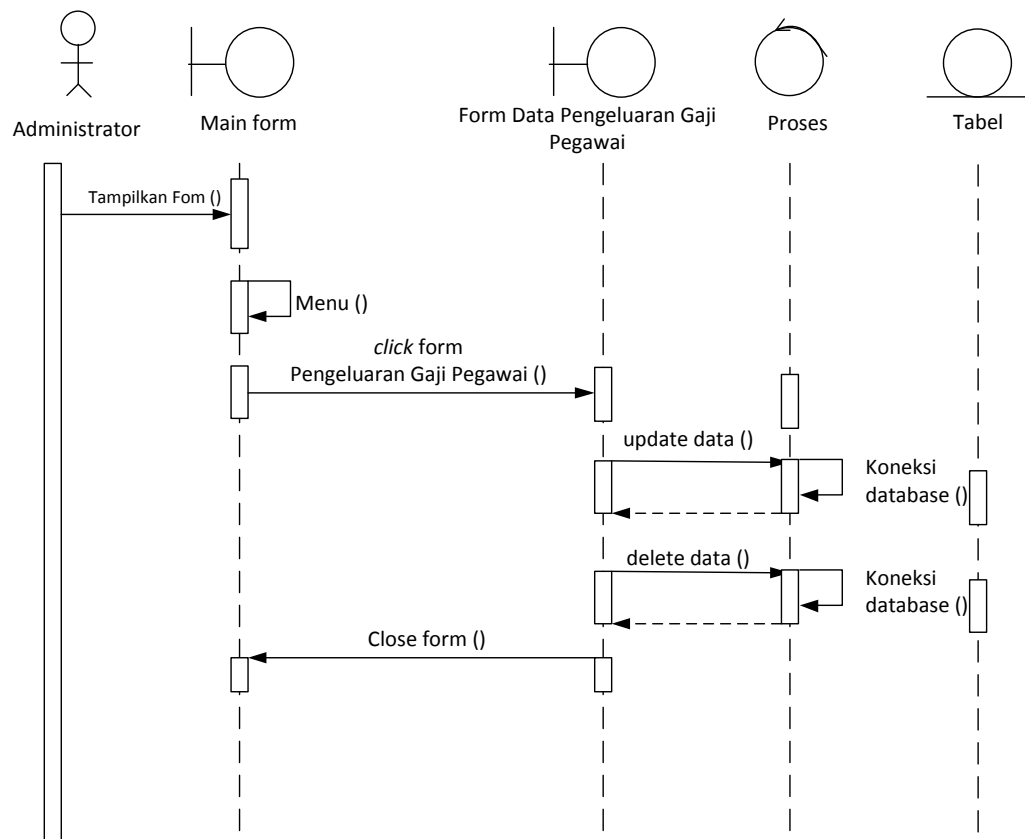 Administrator
Main form
Form Data Pengeluaran Gaji
Pegawai
Proses
Tabel
Tampilkan Fom ()
Menu ()
click form
Pengeluaran Gaji Pegawai ()
update data ()
Koneksi
database ()
delete data ()
Koneksi
database ()
Close form ()